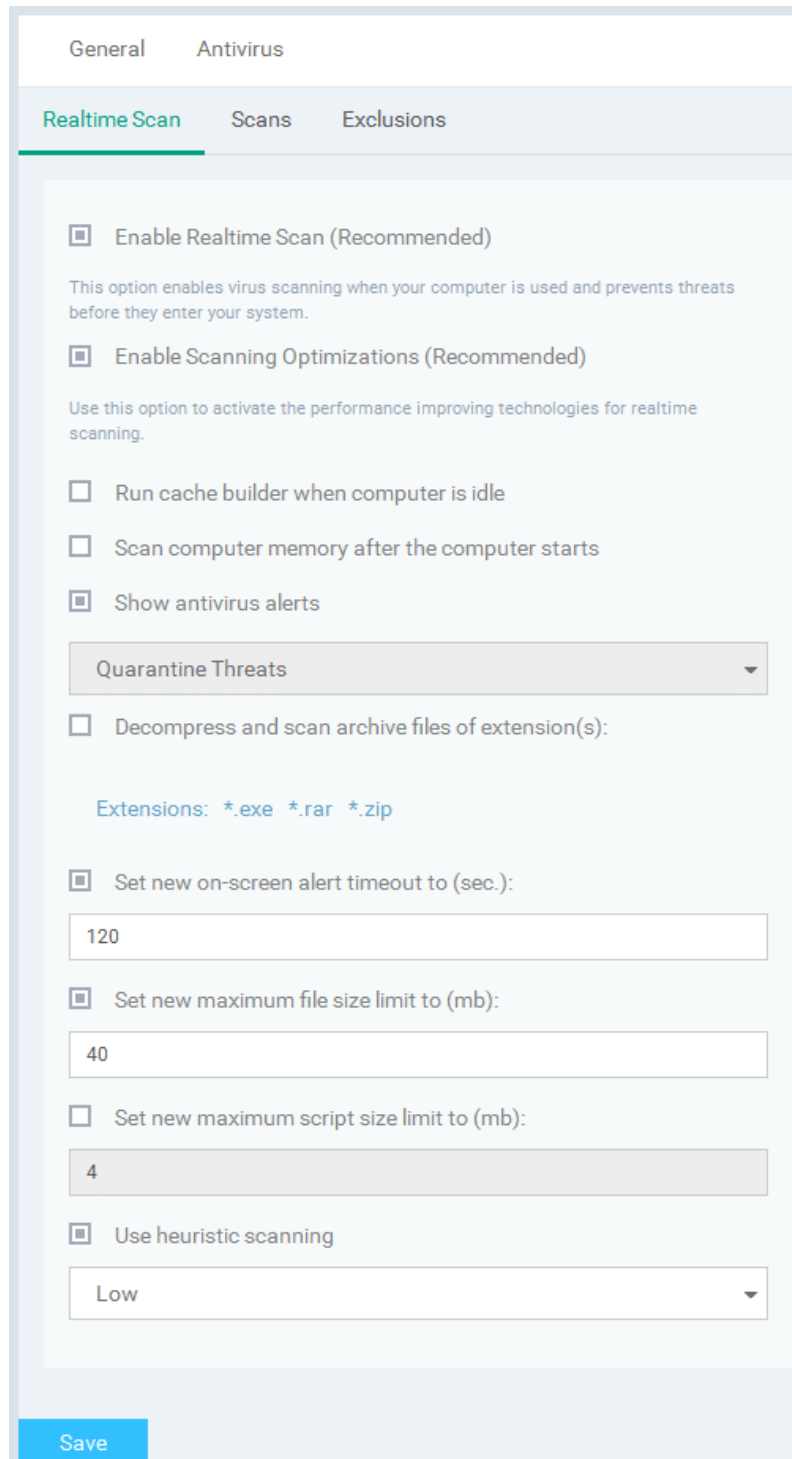 General Antivirus
Realtime Scan Scans Exclusions
Enable Realtime Scan (Recommended)
This option enables virus scanning when your computer is used and prevents threats
before they enter your system.
Enable Scanning Optimizations (Recommended)
Use this option to activate the performance improving technologies for realtime
scanning.
Run cache builder when computer is idle
Scan computer memory after the computer starts
Show antivirus alerts
Quarantine Threats
Decompress and scan archive files of extension(s):
Extensions: *.exe *.rar *.zip
Set new on-screen alert timeout to (sec.):
120
Set new maximum file size limit to (mb):
40
Set new maximum script size limit to (mb):
4
Use heuristic scanning
Low
Save